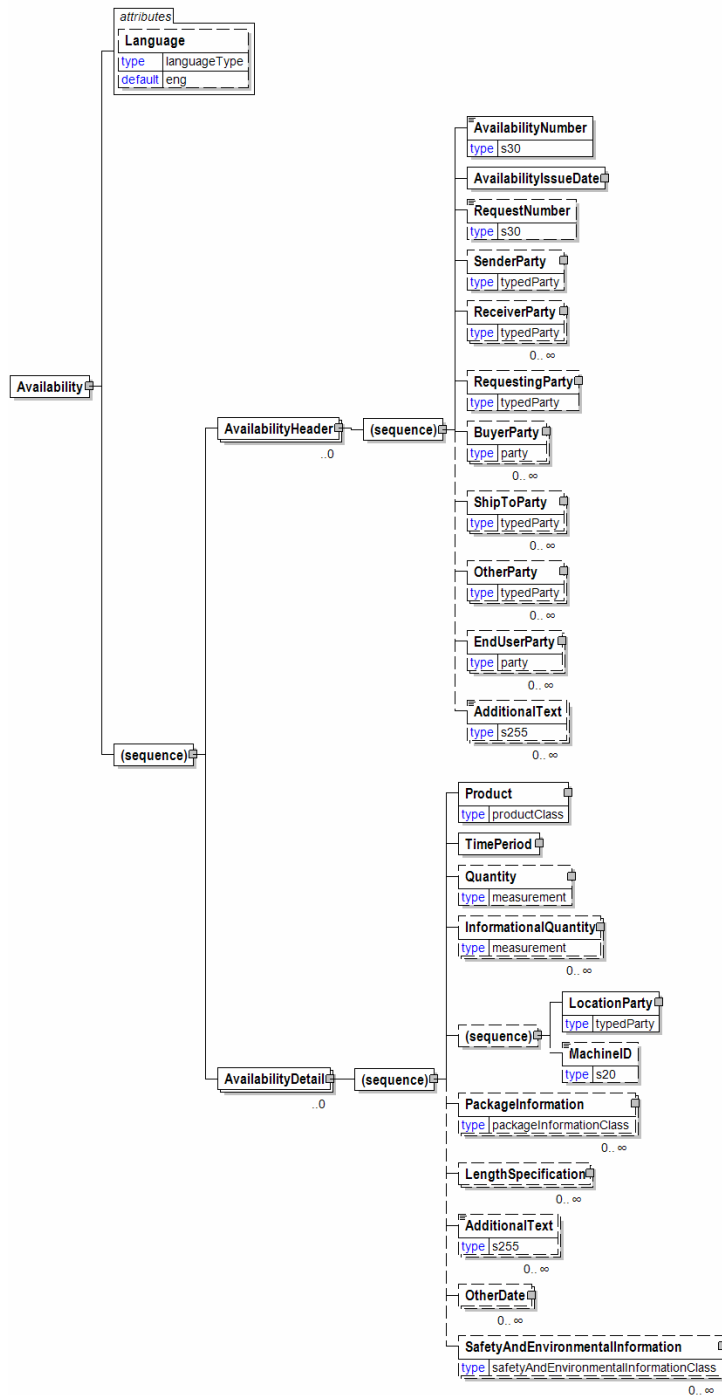 attributes
Language
type languageType
default eng
AvailabilityNumber
type s30
AvailabilityIssueDate
RequestNumber
type s30
SenderParty
type typedParty
ReceiverParty
type typedParty
0.. ∞
Availability
RequestingParty
type typedParty
AvailabilityHeader
(sequence)
..0
BuyerParty
type party
0.. ∞
ShipToParty
type typedParty
0.. ∞
OtherParty
type typedParty
0.. ∞
EndUserParty
type party
0.. ∞
AdditionalText
type s255
0.. ∞
(sequence)
Product
type productClass
TimePeriod
Quantity
type measurement
InformationalQuantity
type measurement
0.. ∞
(sequence)
LocationParty
type typedParty
MachineID
type s20
AvailabilityDetail
(sequence)
..0
PackageInformation
type packageInformationClass
0.. ∞
LengthSpecification
0.. ∞
AdditionalText
type s255
0.. ∞
OtherDate
0.. ∞
SafetyAndEnvironmentalInformation
type safetyAndEnvironmentalInformationClass
0.. ∞